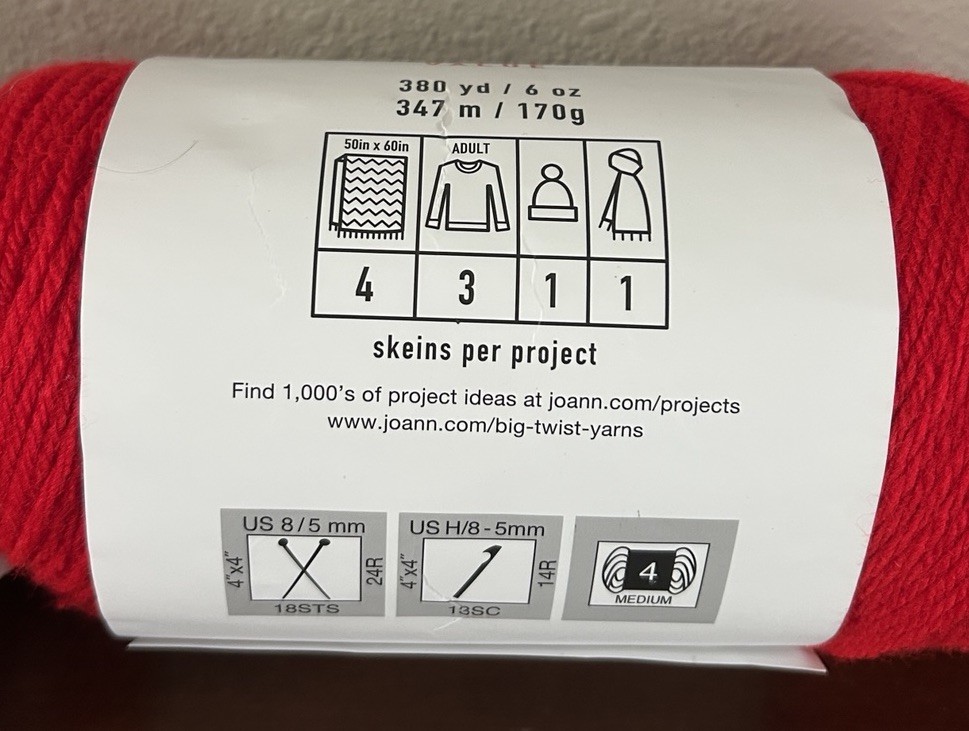 380 yd / 6 oz
347 m / 170g
50in x 60in
ADULT
4 3 1 1
skeins per project
Find 1,000's of project ideas at joann.com/projects
www.joann.com/big-twist-yarns
US 8/5 mm
4"x4"
24R
18STS
US H/8-5mm
4"x4"
14R
13SC
4
MEDIUM